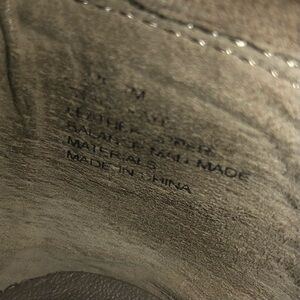 M
LEATHER UPPER
BALANCE MAN MADE
MATERIALS
MADE IN CHINA